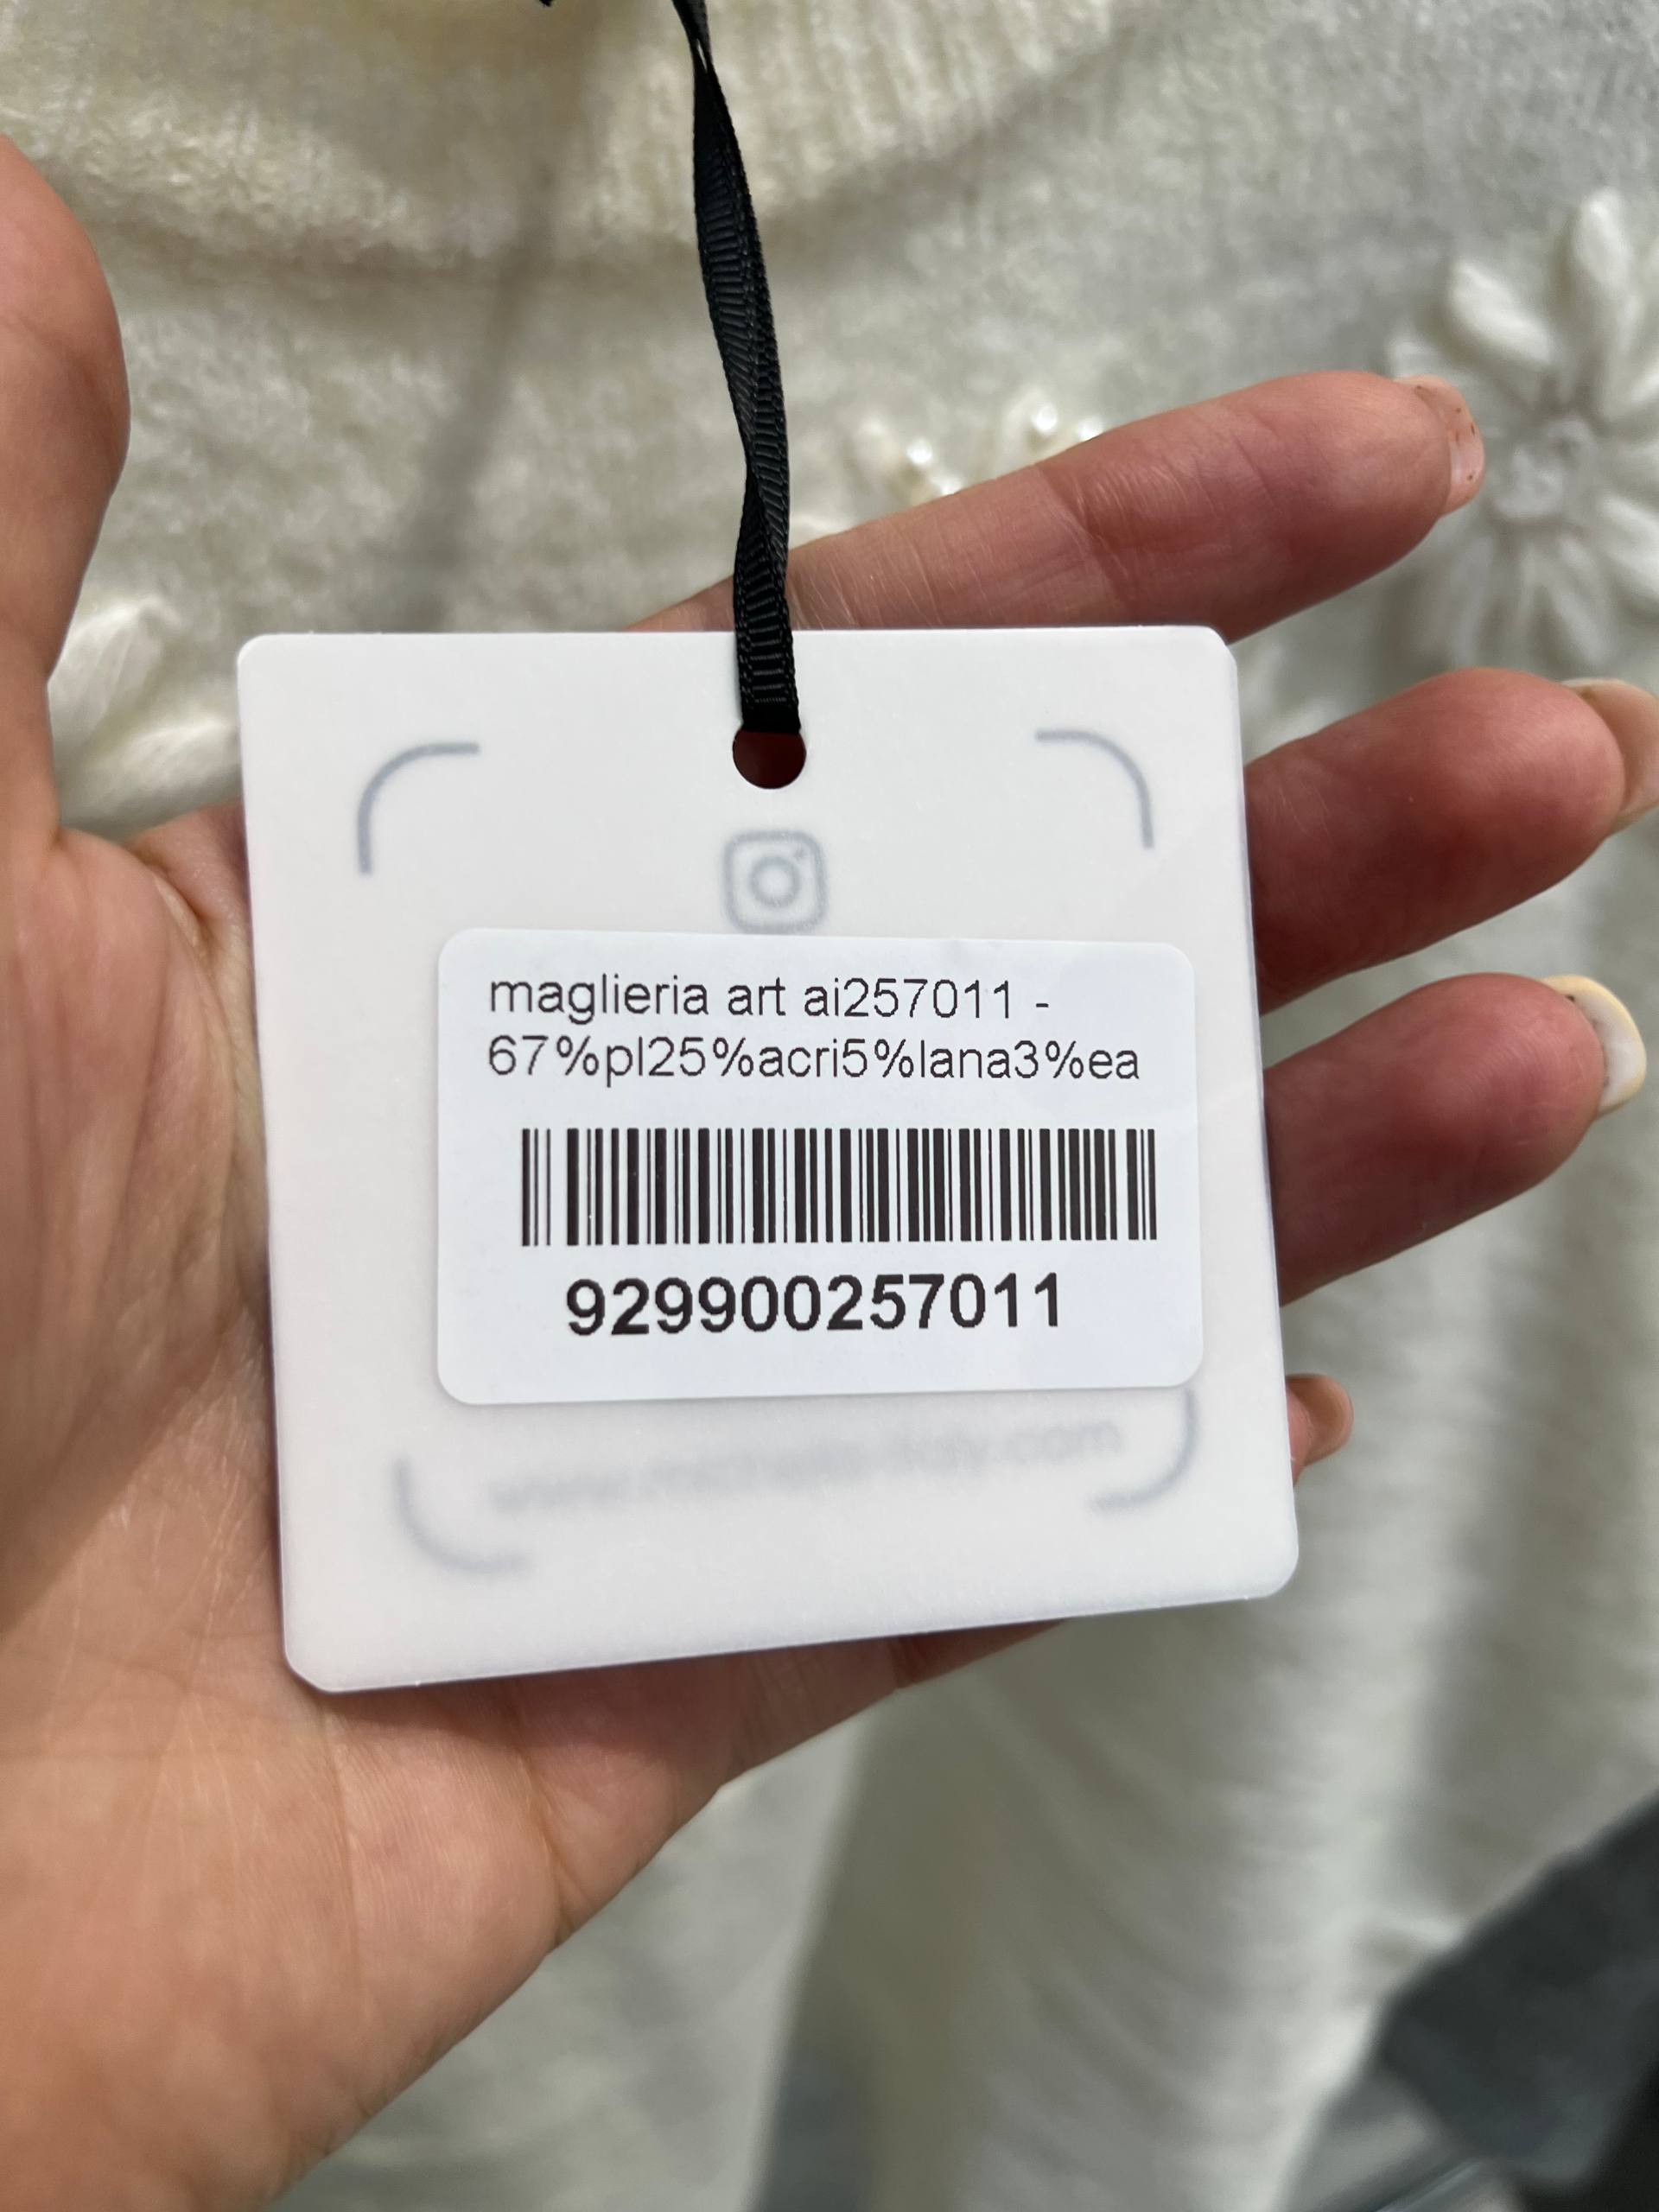 maglieria art ai257011 -
67%pl25%acri5%lana3%ea
929900257011